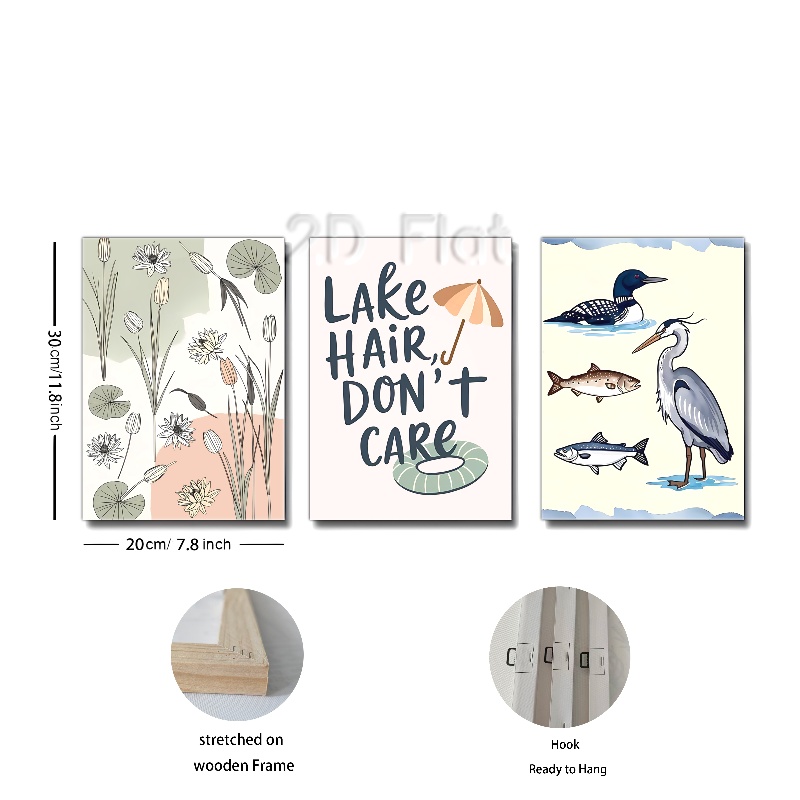 2D Flat
LAKE
HAIR,
DON'T
CARE
30cm/11.8inch
20cm/ 7.8 inch
stretched on
wooden Frame
Hook
Ready to Hang